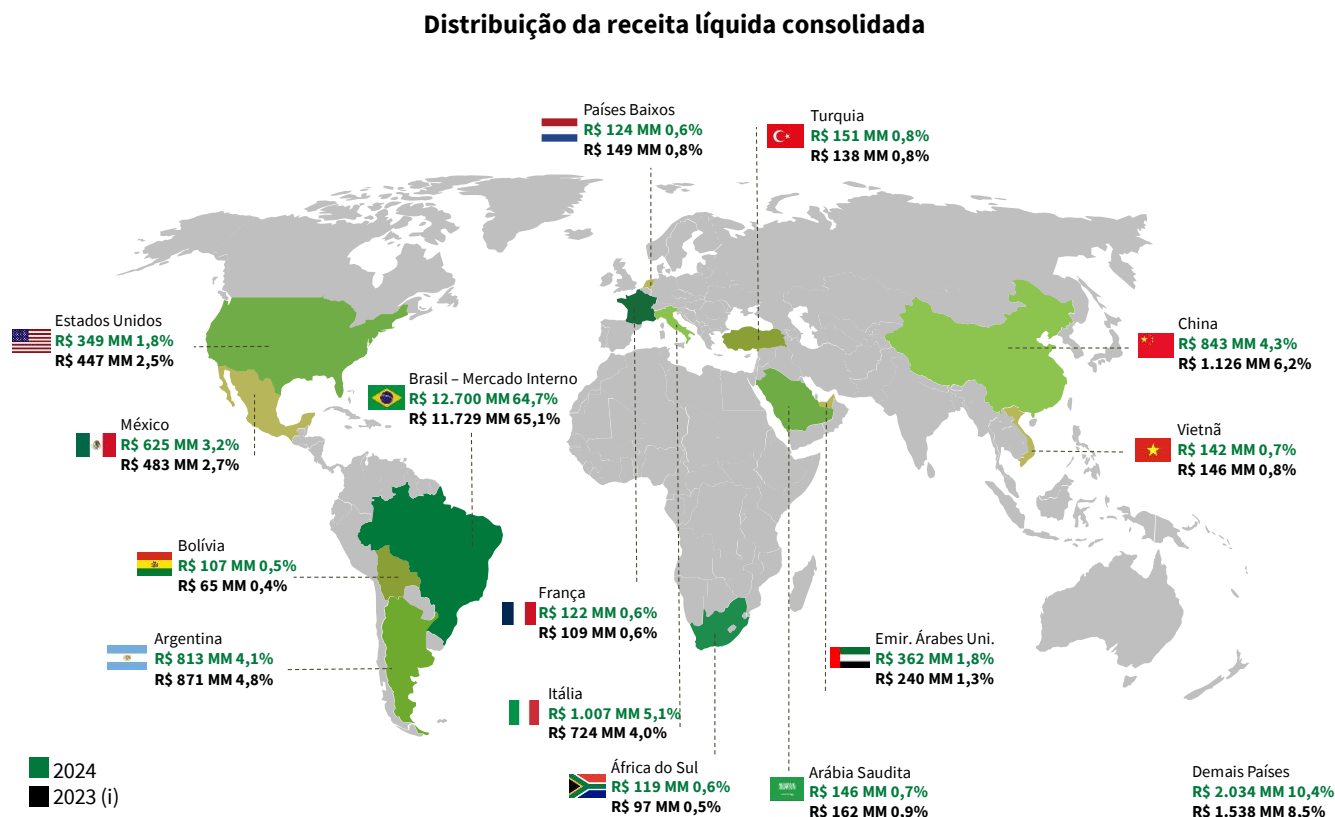 Distribuição da receita líquida consolidada
Países Baixos
R$ 124 MM 0,6%
R$ 149 MM 0,8%
Turquia
R$ 151 MM 0,8%
R$ 138 MM 0,8%
Estados Unidos
R$ 349 MM 1,8%
R$ 447 MM 2,5%
China
R$ 843 MM 4,3%
R$ 1.126 MM 6,2%
Brasil – Mercado Interno
R$ 12.700 MM 64,7%
R$ 11.729 MM 65,1%
México
R$ 625 MM 3,2%
R$ 483 MM 2,7%
Vietnã
R$ 142 MM 0,7%
R$ 146 MM 0,8%
Bolívia
R$ 107 MM 0,5%
R$ 65 MM 0,4%
França
R$ 122 MM 0,6%
R$ 109 MM 0,6%
Argentina
R$ 813 MM 4,1%
R$ 871 MM 4,8%
Emir. Árabes Uni.
R$ 362 MM 1,8%
R$ 240 MM 1,3%
Itália
R$ 1.007 MM 5,1%
R$ 724 MM 4,0%
África do Sul
R$ 119 MM 0,6%
R$ 97 MM 0,5%
Arábia Saudita
R$ 146 MM 0,7%
R$ 162 MM 0,9%
Demais Países
R$ 2.034 MM 10,4%
R$ 1.538 MM 8,5%
2024
2023 (i)